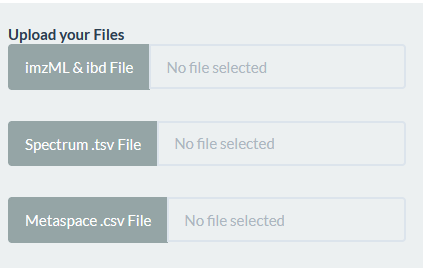 Upload your Files
imzML & ibd File No file selected
Spectrum .tsv File No file selected
Metaspace .csv File No file selected